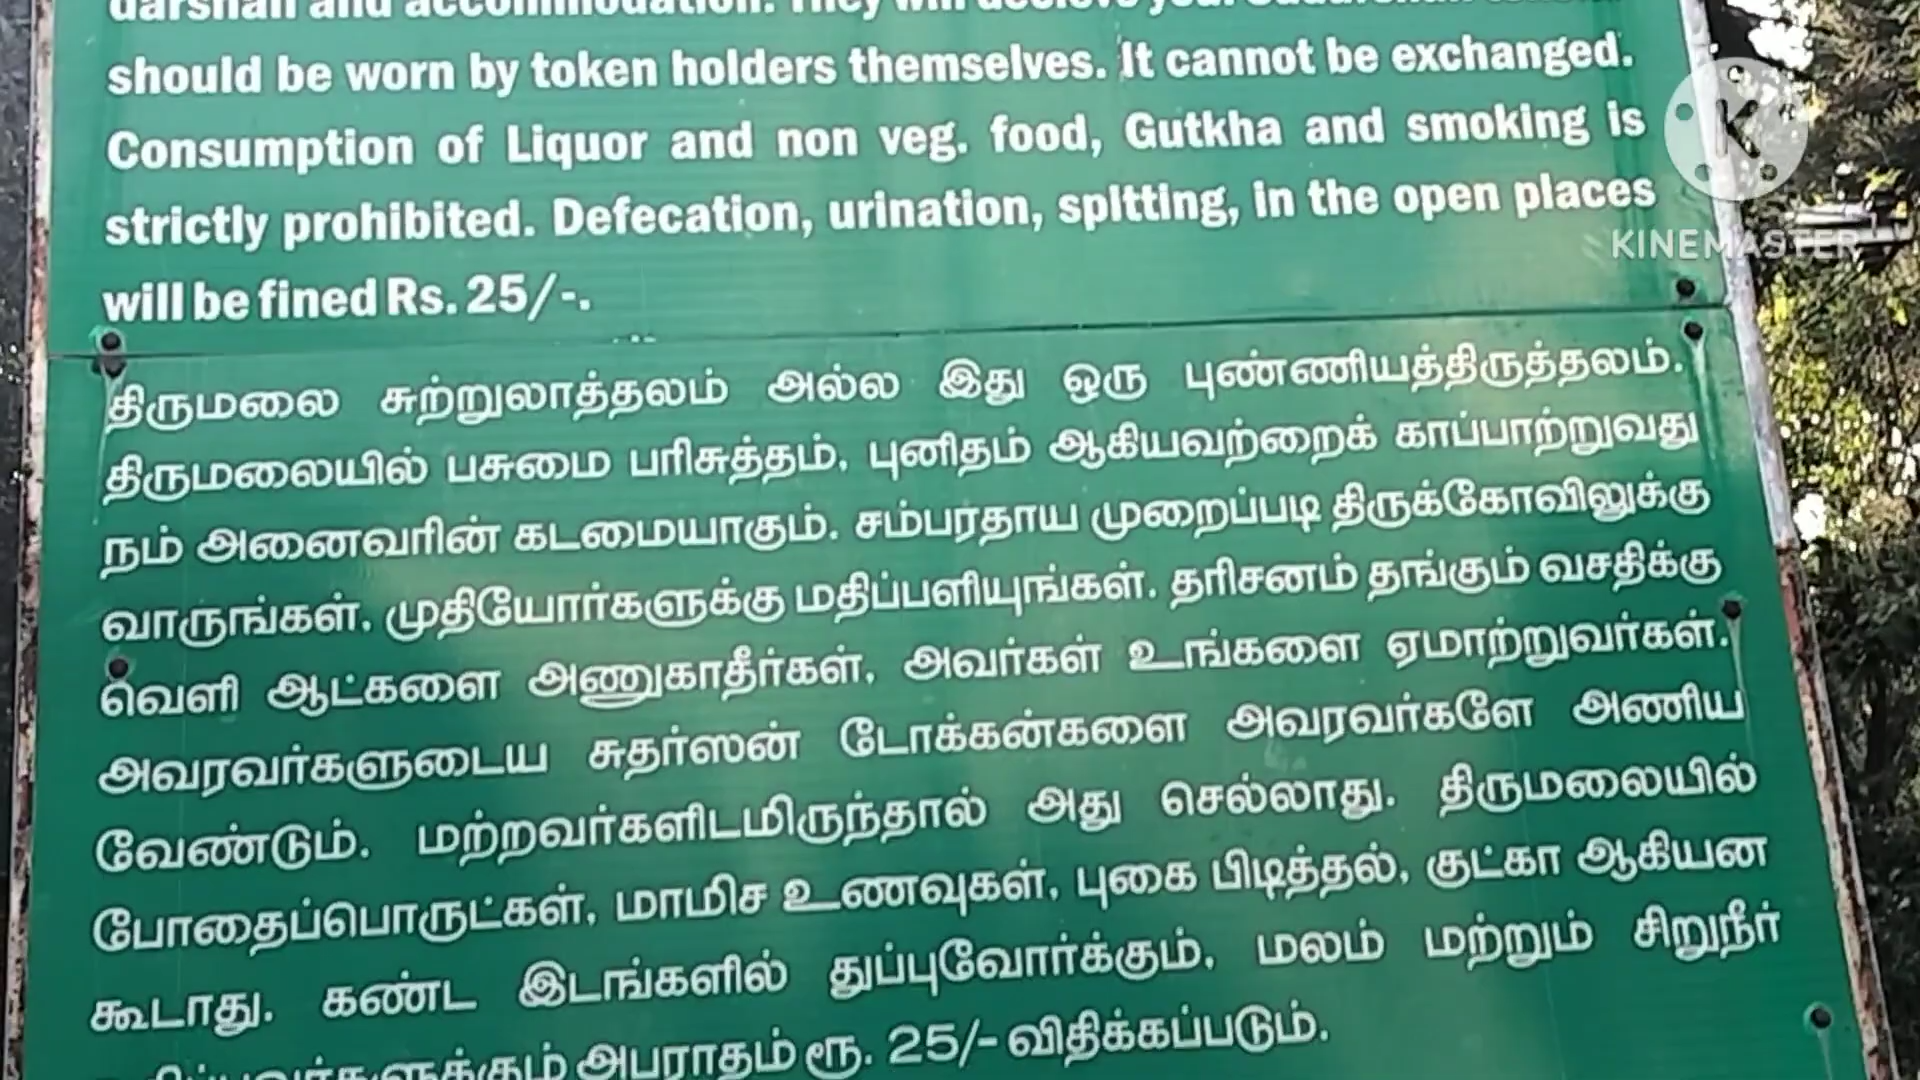 darshan and accommodation. They will
should be worn by token holders themselves. It cannot be exchanged.
Consumption of Liquor and non veg. food, Gutkha and smoking is
strictly prohibited. Defecation, urination, spitting, in the open places
will be fined Rs. 25/-.
திருமலை சுற்றுலாத்தலம் அல்ல இது ஒரு புண்ணியத்திருத்தலம்.
திருமலையில் பசுமை பரிசுத்தம், புனிதம் ஆகியவற்றைக் காப்பாற்றுவது
நம் அனைவரின் கடமையாகும். சம்பரதாய முறைப்படி திருக்கோவிலுக்கு
வாருங்கள். முதியோர்களுக்கு மதிப்பளியுங்கள். தரிசனம் தங்கும் வசதிக்கு
வெளி ஆட்களை அணுகாதீர்கள், அவர்கள் உங்களை ஏமாற்றுவர்கள்.
அவரவர்களுடைய சுதர்ஸன் டோக்கன்களை அவரவர்களே அணிய
வேண்டும். மற்றவர்களிடமிருந்தால் அது செல்லாது. திருமலையில்
போதைப்பொருட்கள், மாமிச உணவுகள், புகை பிடித்தல், குட்கா ஆகியன
கூடாது. கண்ட இடங்களில் துப்புவோர்க்கும், மலம் மற்றும் சிறுநீர்
அபராதம் ரூ. 25/- விதிக்கப்படும்.
KINEMASTER